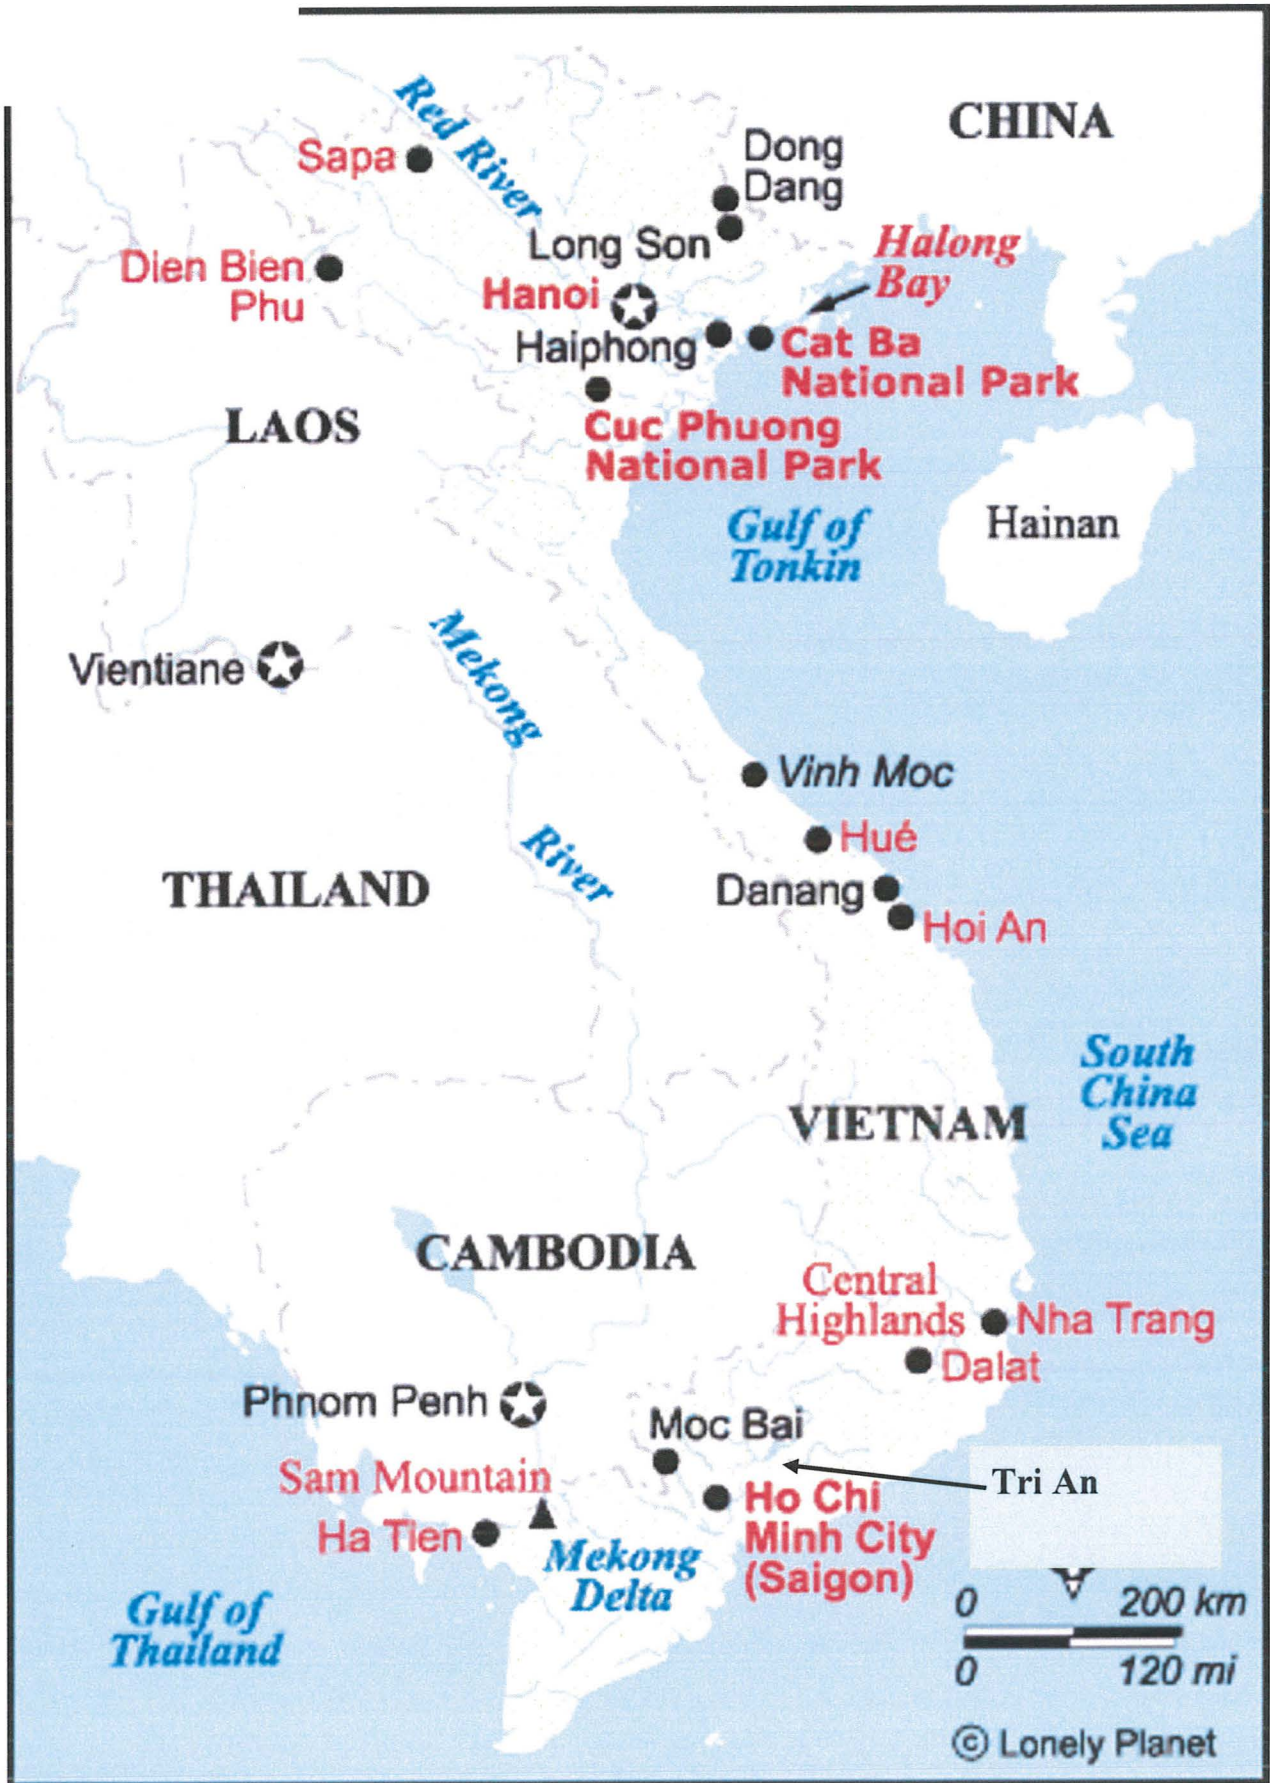 CHINA
Red River
Sapa
Dong
Dang
Long Son
Halong
Bay
Dien Bien
Phu
Hanoi
Haiphong
Cat Ba
National Park
LAOS
Cuc Phuong
National Park
Gulf of
Tonkin
Hainan
Mekong
River
Vientiane
Vinh Moc
Hué
THAILAND
Danang
Hoi An
South
China
Sea
VIETNAM
CAMBODIA
Central
Highlands
Nha Trang
Dalat
Phnom Penh
Moc Bai
Sam Mountain
Tri An
Ho Chi
Minh City
(Saigon)
Ha Tien
Mekong
Delta
Gulf of
Thailand
0 200 km
0 120 mi
© Lonely Planet